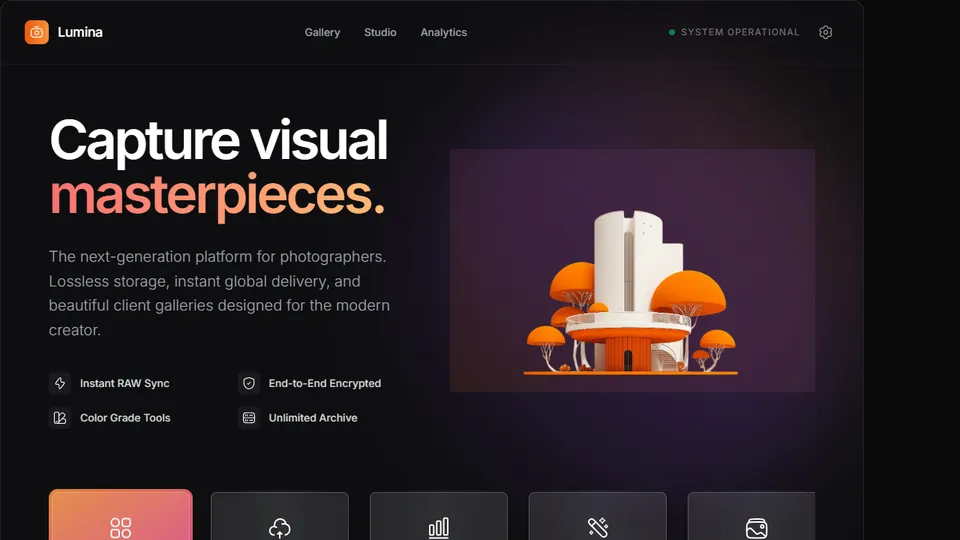 Lumina
Gallery
Studio
Analytics
SYSTEM OPERATIONAL
Capture visual
masterpieces.
The next-generation platform for photographers.
Lossless storage, instant global delivery, and
beautiful client galleries designed for the modern
creator.
Instant RAW Sync
End-to-End Encrypted
Color Grade Tools
Unlimited Archive